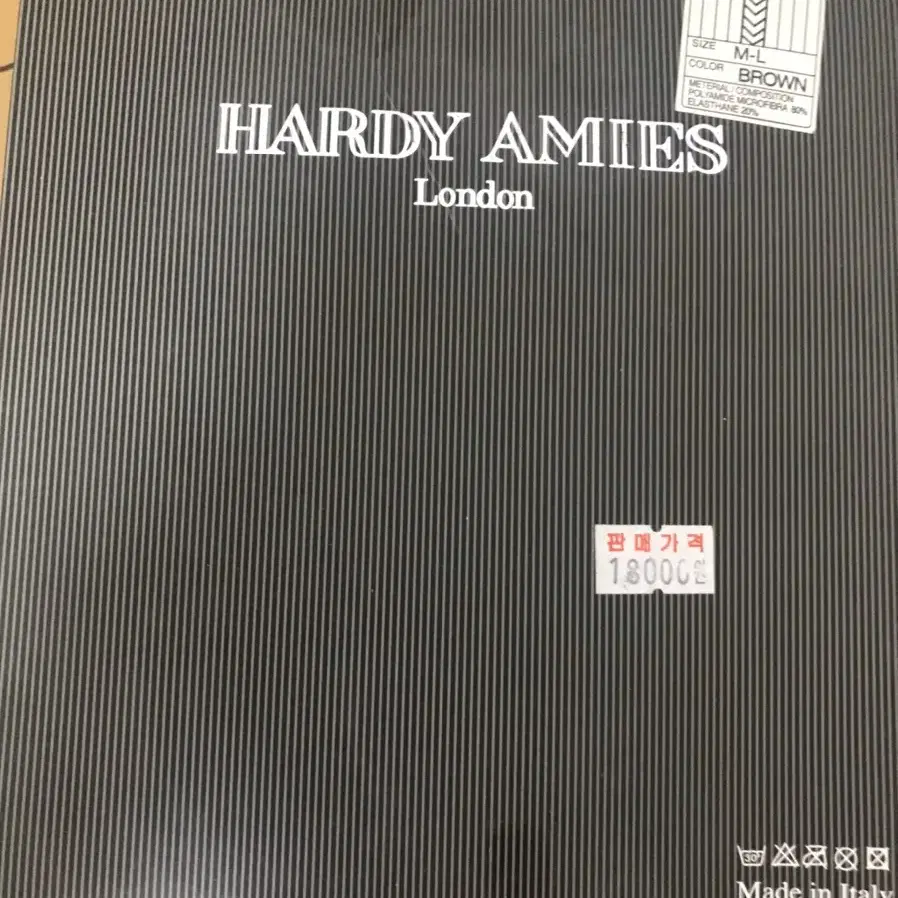 SIZE M-L
COLOR BROWN
METERIAL / COMPOSITION
POLYAMIDE MICROFIBRA 80%
ELASTHANE 20%
HARDY AMIES
London
판매가격
18000원
30°
Made in Italy